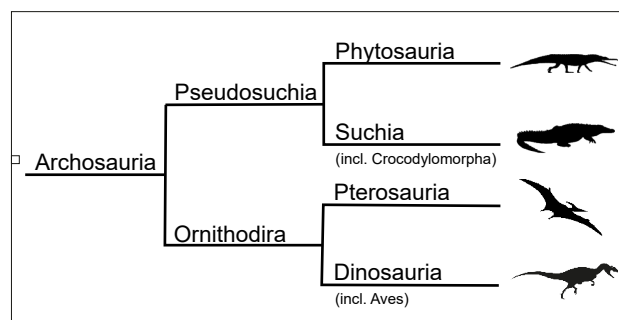 Phytosauria
Pseudosuchia
Suchia
(incl. Crocodylomorpha)
Archosauria
Pterosauria
Ornithodira
Dinosauria
(incl. Aves)